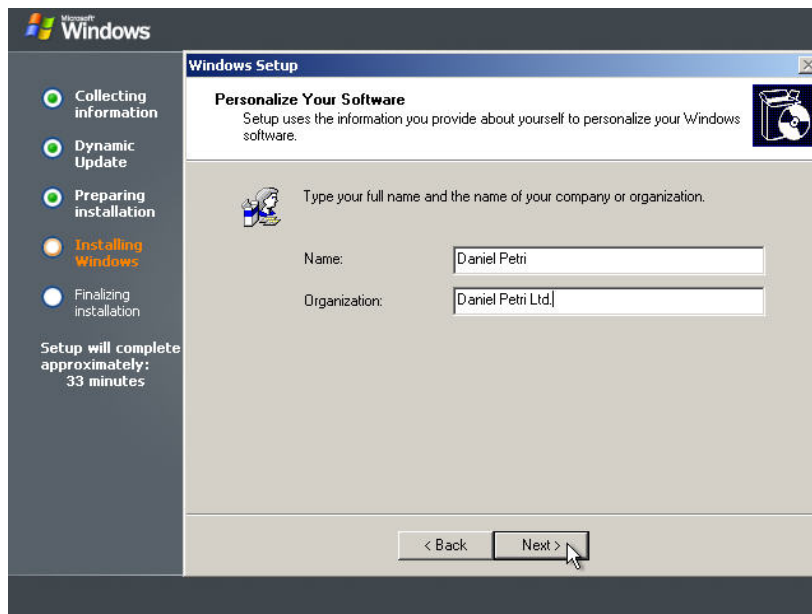 Microsoft
Windows
Collecting
information
Dynamic
Update
Preparing
installation
Installing
Windows
Finalizing
installation
Setup will complete
approximately:
33 minutes
Windows Setup
Personalize Your Software
Setup uses the information you provide about yourself to personalize your Windows
software.
Type your full name and the name of your company or organization.
Name: Daniel Petri
Organization: Daniel Petri Ltd.
< Back Next >